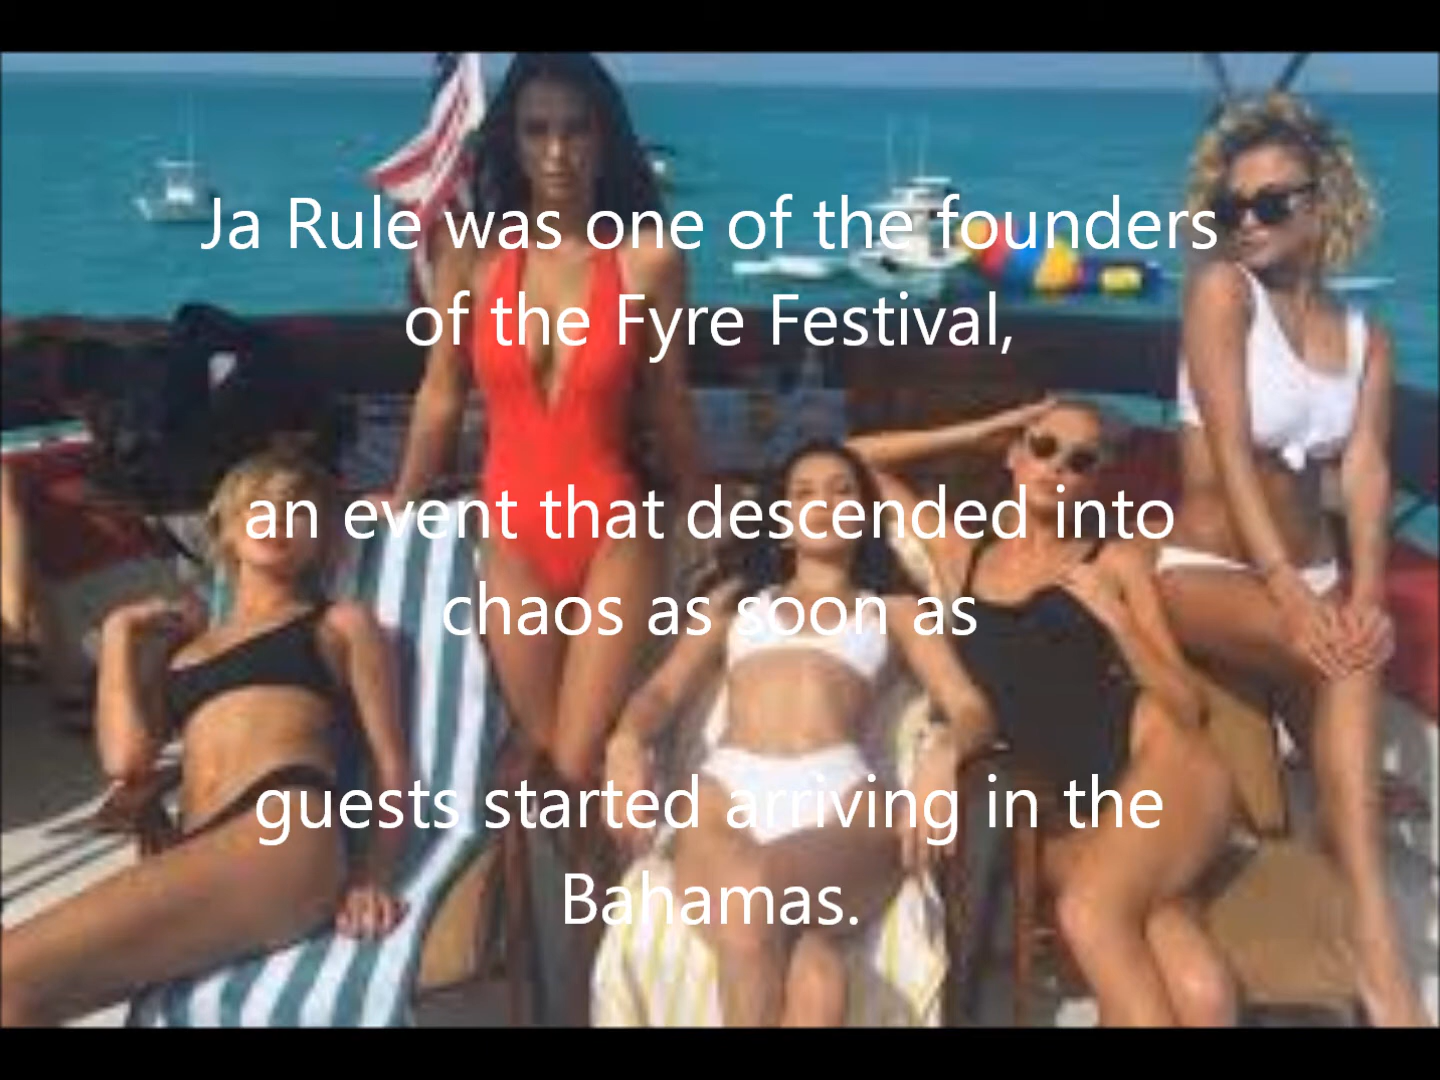 Ja Rule was one of the founders
of the Fyre Festival,
an event that descended into
chaos as soon as
guests started arriving in the
Bahamas.